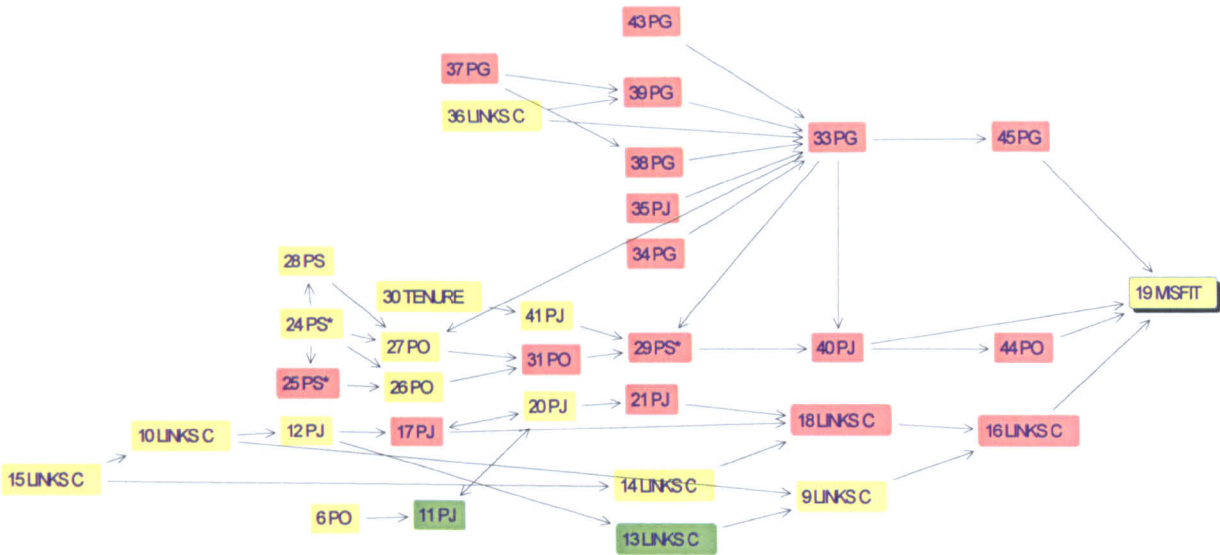 43 PG
37 PG
39 PG
36 LINKS C
33 PG
45 PG
38 PG
35 PJ
34 PG
28 PS
30 TENURE
19 MISFIT
24 PS*
41 PJ
27 PO
31 PO
29 PS*
40 PJ
44 PO
25 PS*
26 PO
20 PJ
21 PJ
18 LINKS C
10 LINKS C
12 PJ
17 PJ
16 LINKS C
15 LINKS C
14 LINKS C
9 LINKS C
6 PO
11 PJ
13 LINKS C